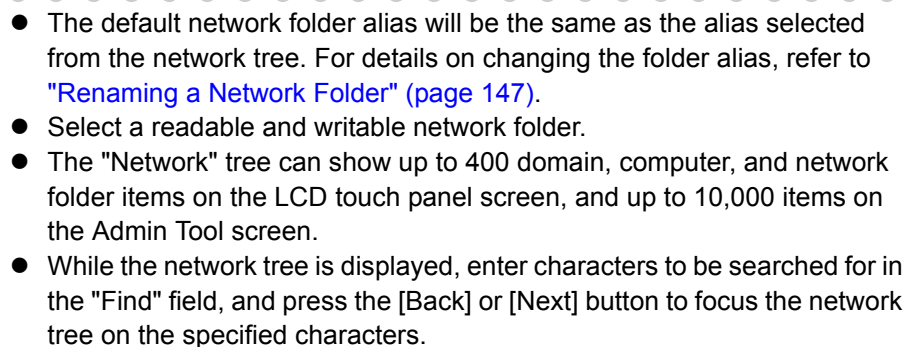 ● The default network folder alias will be the same as the alias selected
from the network tree. For details on changing the folder alias, refer to
"Renaming a Network Folder" (page 147).
● Select a readable and writable network folder.
● The "Network" tree can show up to 400 domain, computer, and network
folder items on the LCD touch panel screen, and up to 10,000 items on
the Admin Tool screen.
● While the network tree is displayed, enter characters to be searched for in
the "Find" field, and press the [Back] or [Next] button to focus the network
tree on the specified characters.